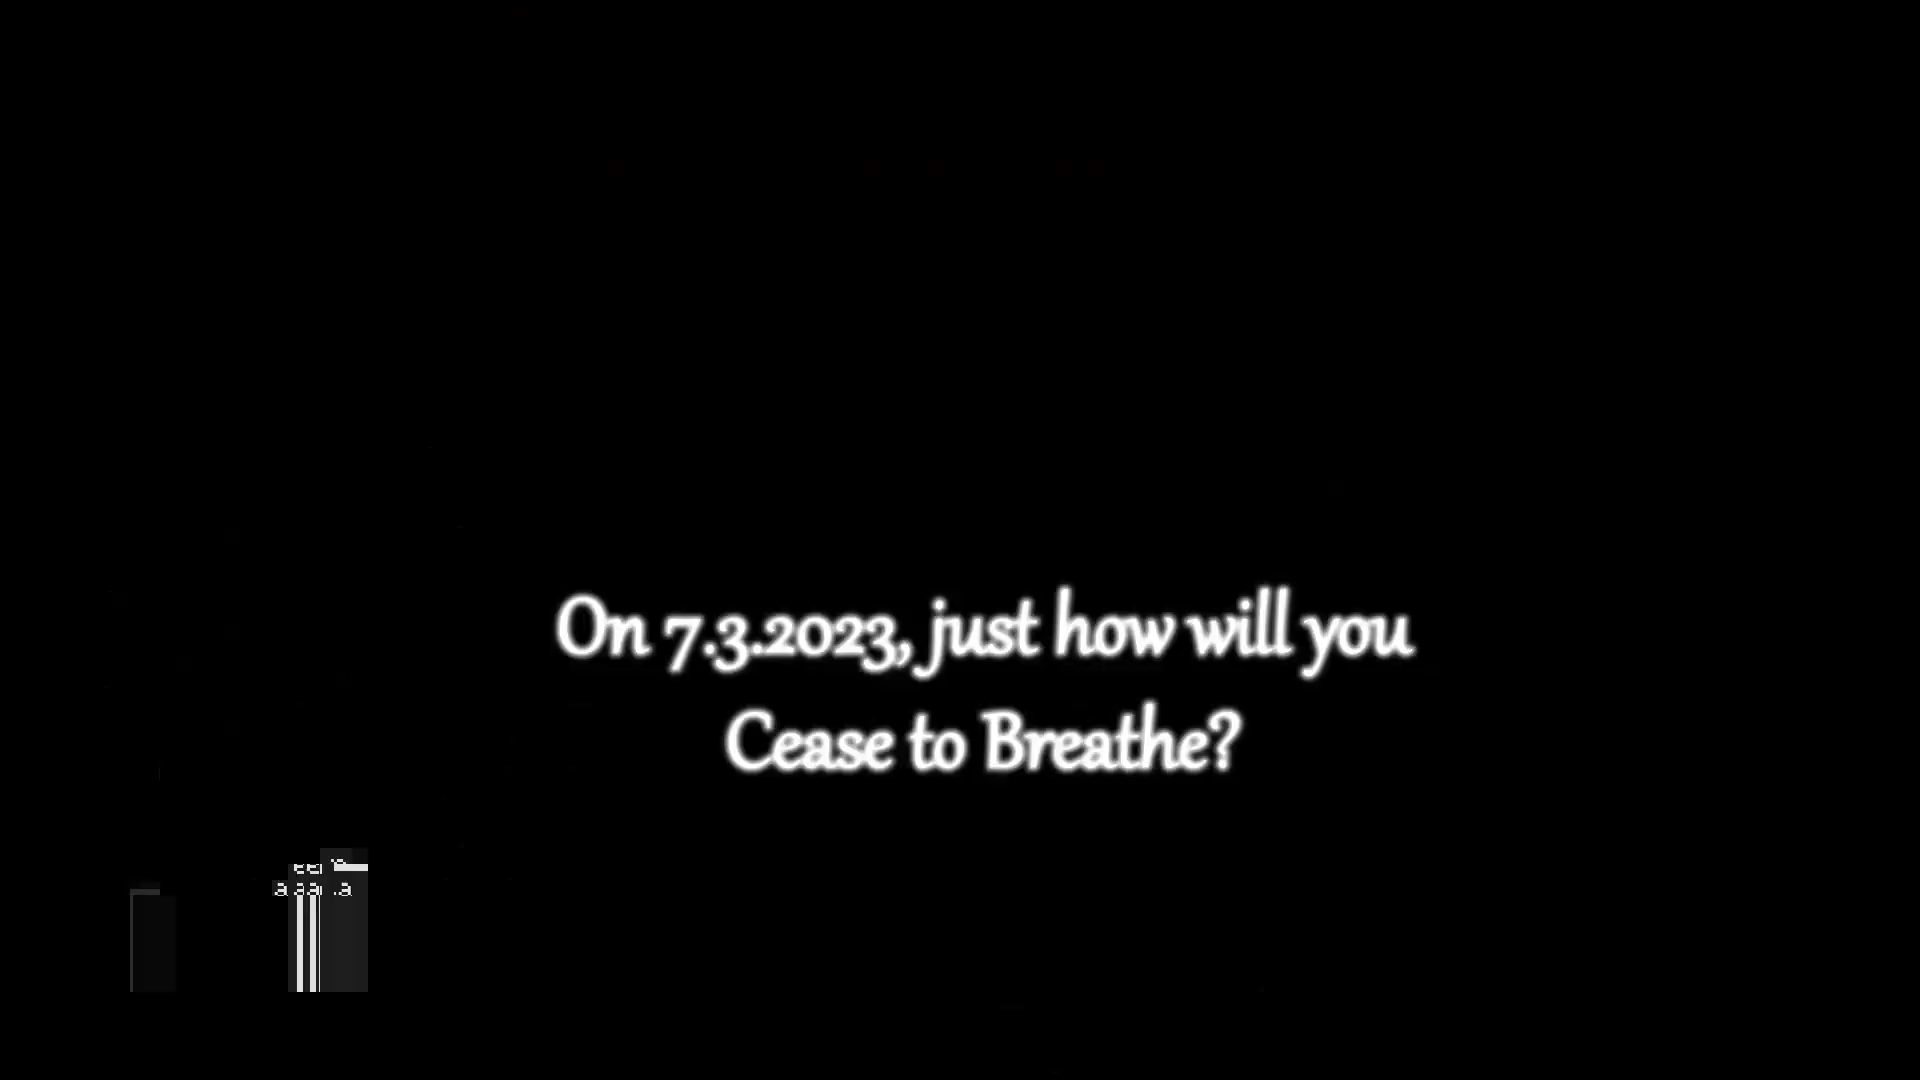 On 7.3.2023, just how will you
Cease to Breathe?